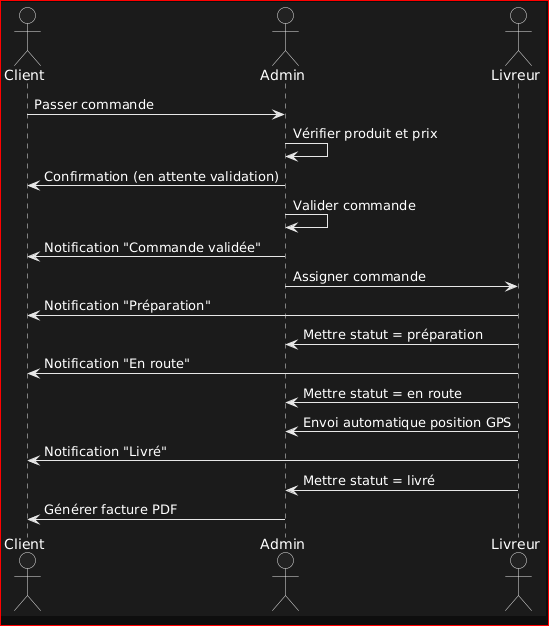 Client Admin Livreur
Passer commande
Vérifier produit et prix
Confirmation (en attente validation)
Valider commande
Notification "Commande validée"
Assigner commande
Notification "Préparation"
Mettre statut = préparation
Notification "En route"
Mettre statut = en route
Envoi automatique position GPS
Notification "Livré"
Mettre statut = livré
Générer facture PDF
Client Admin Livreur